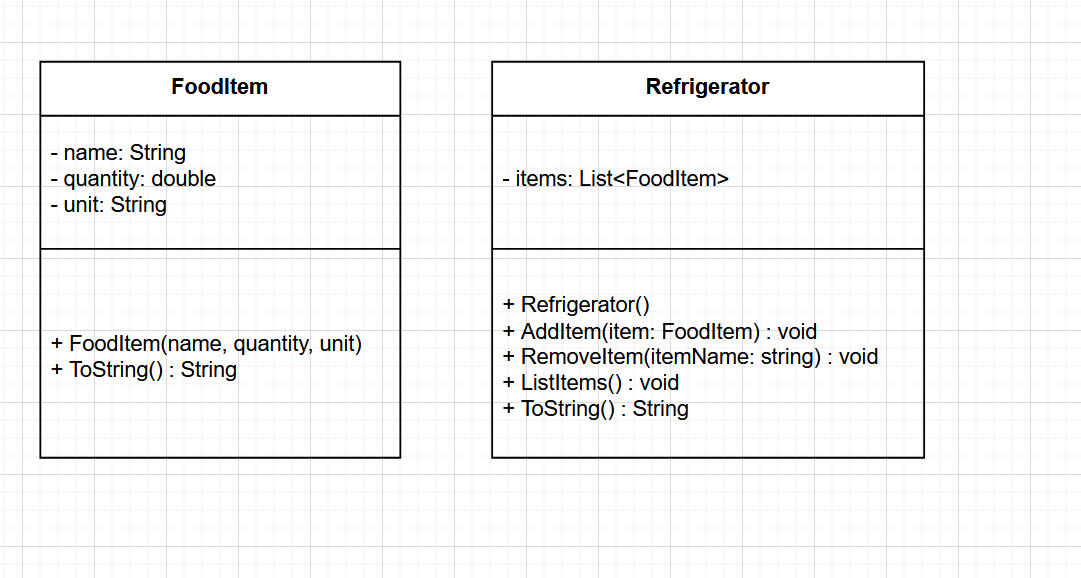 FoodItem
- name: String
- quantity: double
- unit: String
+ FoodItem(name, quantity, unit)
+ ToString() : String
Refrigerator
- items: List<FoodItem>
+ Refrigerator()
+ AddItem(item: FoodItem) : void
+ RemoveItem(itemName: string) : void
+ ListItems() : void
+ ToString() : String